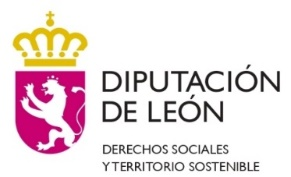 DIPUTACIÓN
DE LEÓN
DERECHOS SOCIALES
Y TERRITORIO SOSTENIBLE